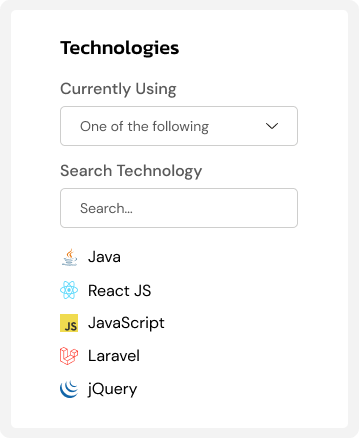 Technologies
Currently Using
One of the following
Search Technology
Search...
Java
React JS
JS JavaScript
Laravel
jQuery